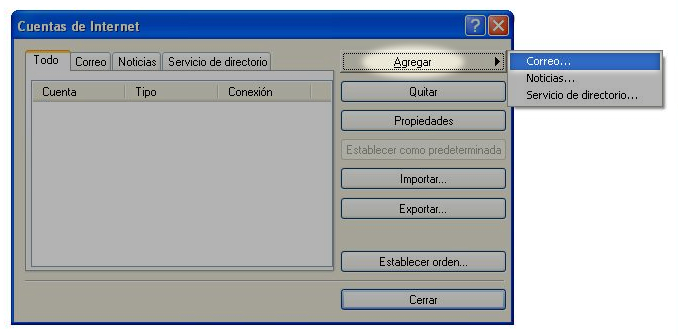 Cuentas de Internet
Todo
Correo
Noticias
Servicio de directorio
Cuenta
Tipo
Conexión
Agregar
Correo...
Noticias...
Servicio de directorio...
Quitar
Propiedades
Establecer como predeterminada
Importar...
Exportar...
Establecer orden...
Cerrar